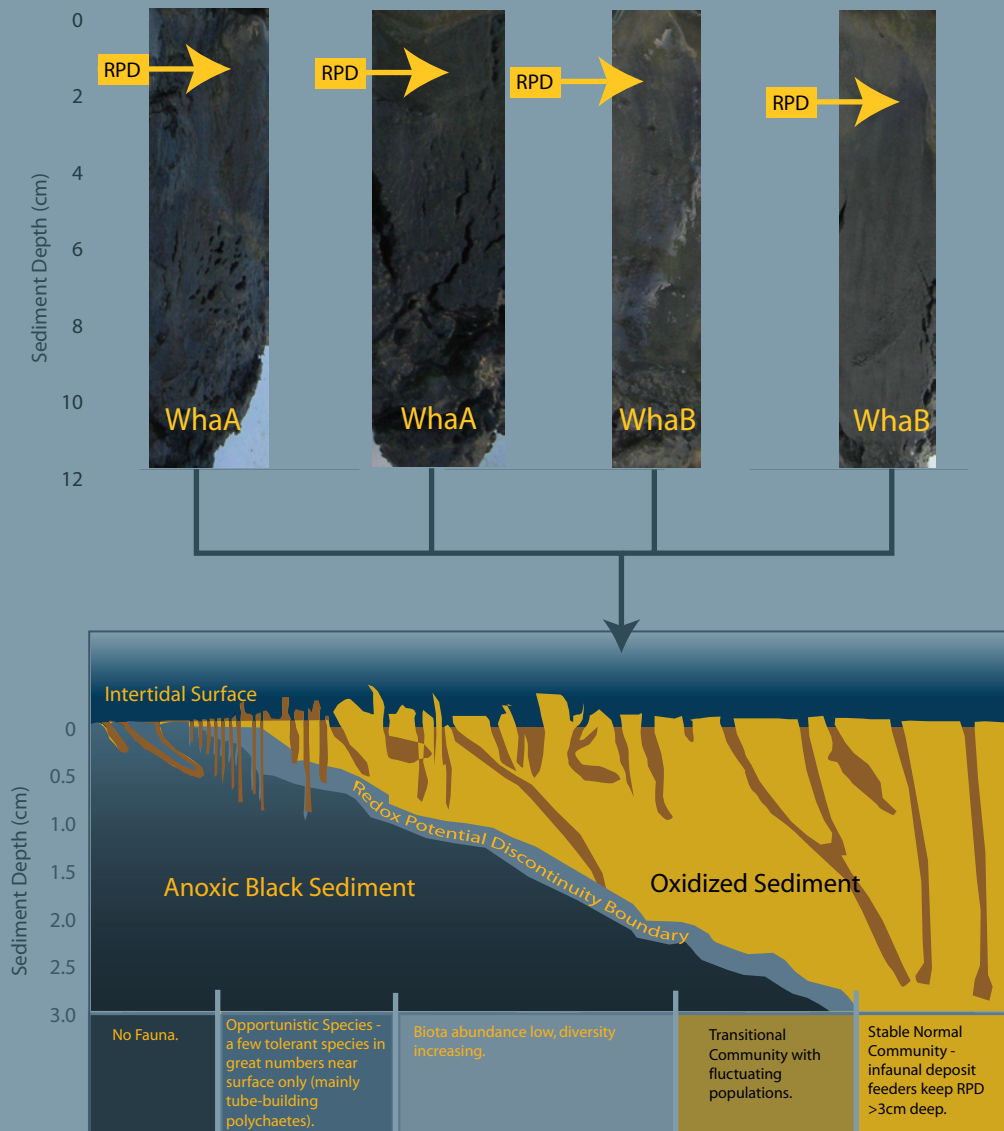 0
RPD
RPD
RPD
RPD
2
4
6
8
10
12
Sediment Depth (cm)
WhaA
WhaA
WhaB
WhaB
Intertidal Surface
0
0.5
1.0
1.5
2.0
2.5
3.0
Sediment Depth (cm)
Redox Potential Discontinuity Boundary
Anoxic Black Sediment
Oxidized Sediment
No Fauna.
Opportunistic Species -
a few tolerant species in
great numbers near
surface only (mainly
tube-building
polychaetes).
Biota abundance low, diversity
increasing.
Transitional
Community with
fluctuating
populations.
Stable Normal
Community -
infaunal deposit
feeders keep RPD
>3cm deep.